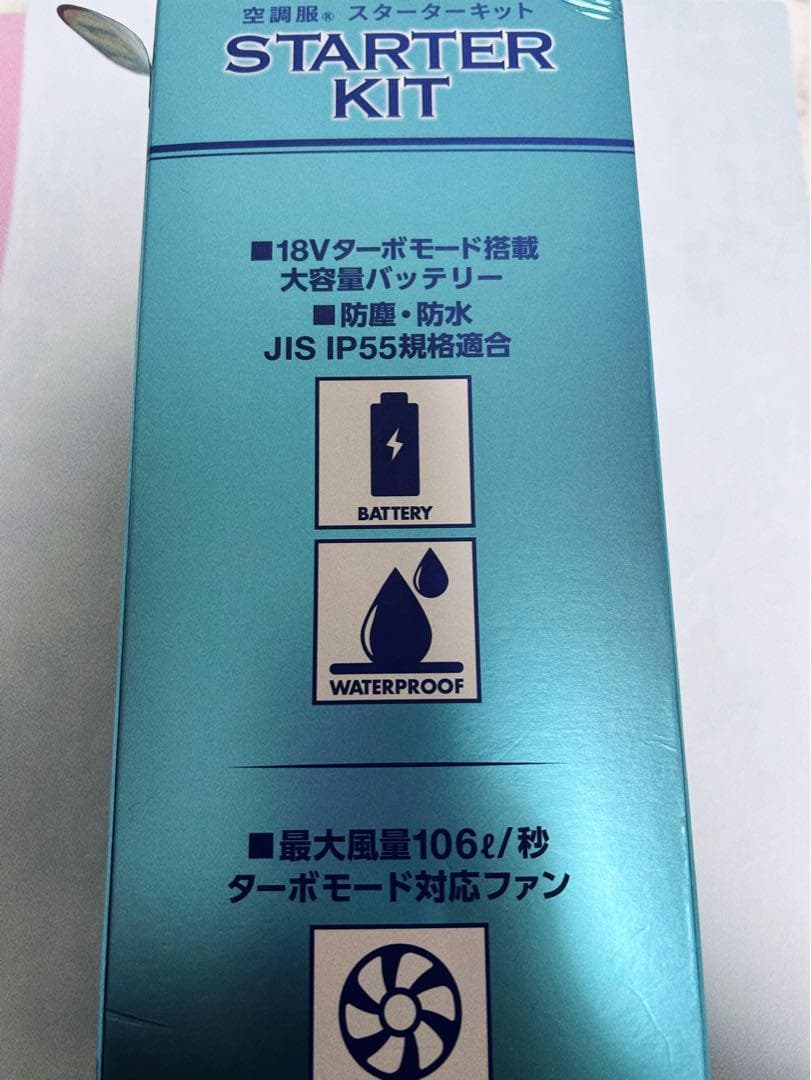 空調服® スターターキット
STARTER
KIT
■18Vターボモード搭載
大容量バッテリー
■防塵・防水
JIS IP55規格適合
BATTERY
WATERPROOF
■最大風量106ℓ/秒
ターボモード対応ファン